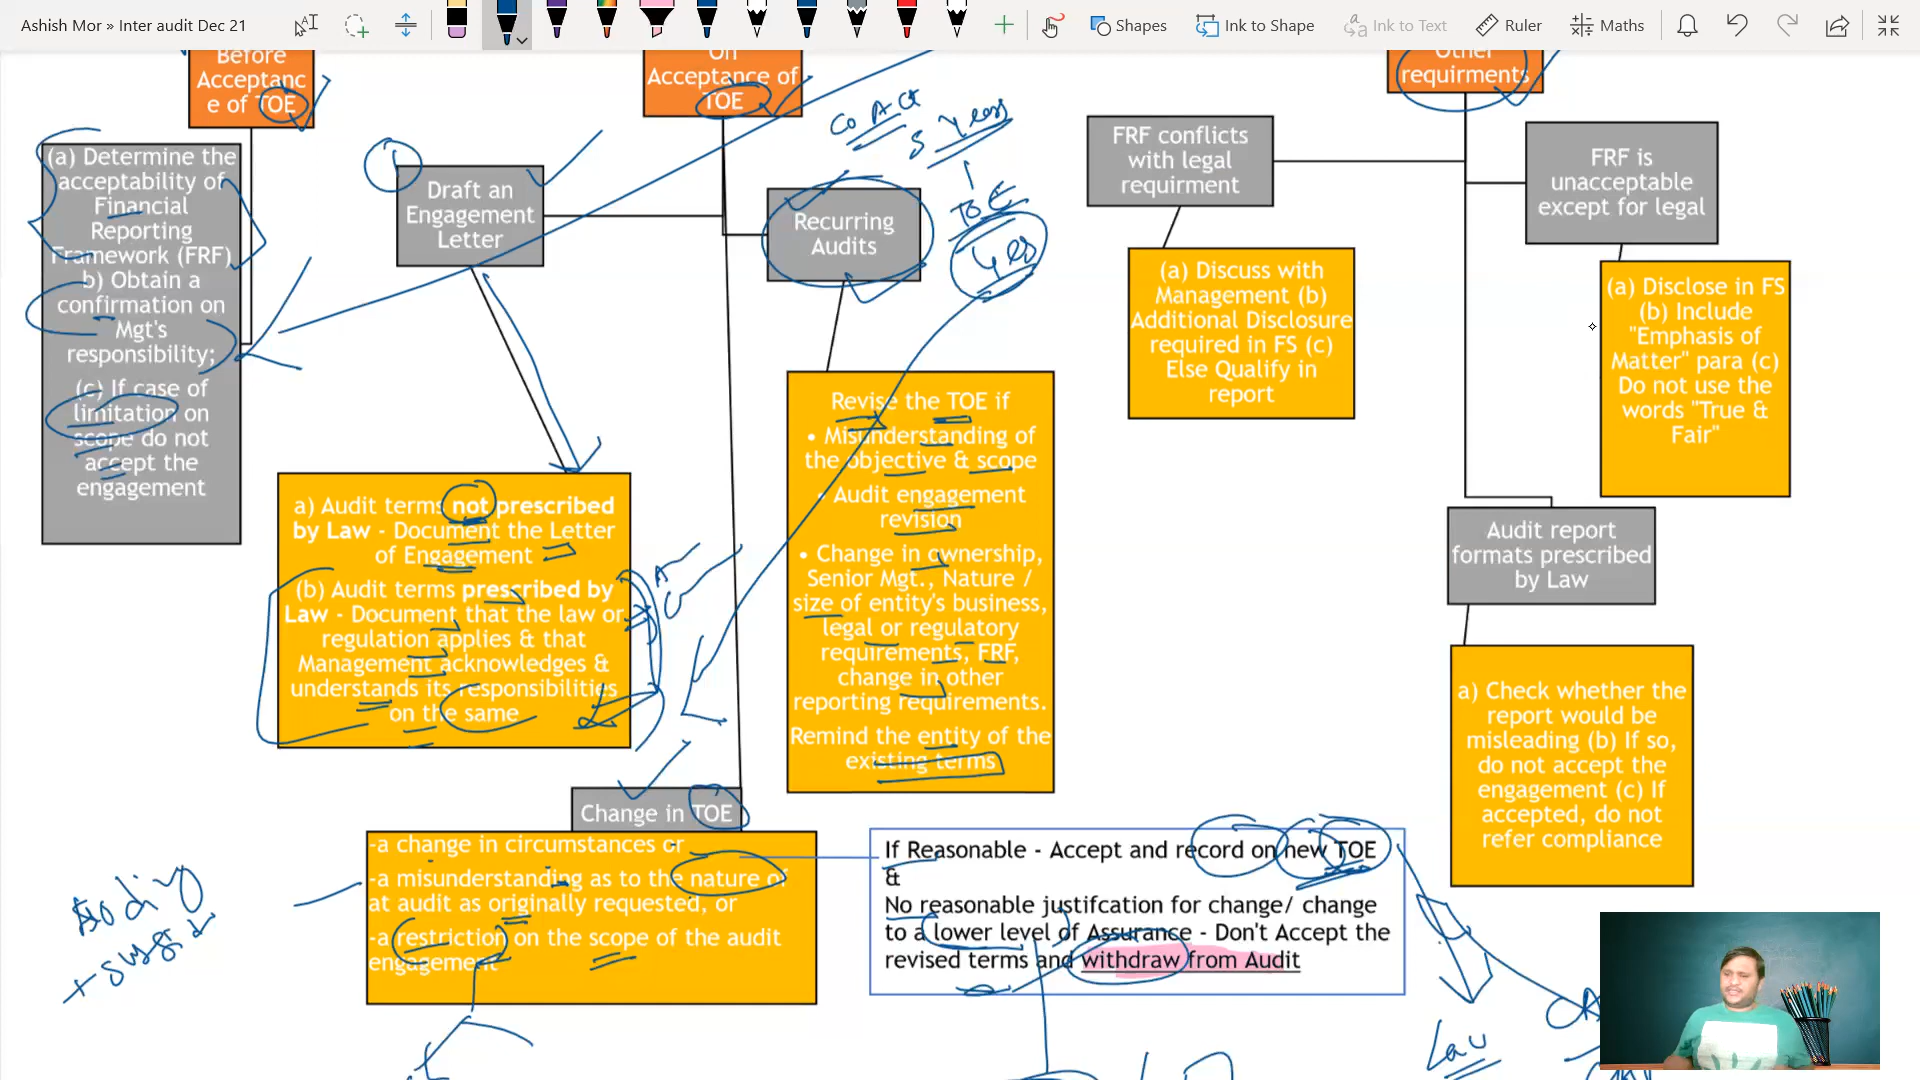 Ashish Mor » Inter audit Dec 21
Shapes
Ink to Shape
Ink to Text
Ruler
Maths
Before
Acceptanc
e of TOE
On
Acceptance of
TOE
Other
requirments
(a) Determine the
acceptability of
Financial
Reporting
Framework (FRF)
b) Obtain a
confirmation on
Mgt's
responsibility;
(c) If case of
limitation on
scope do not
accept the
engagement
Draft an
Engagement
Letter
Co Act
5 years
TOE
Yes
Recurring
Audits
FRF conflicts
with legal
requirment
FRF is
unacceptable
except for legal
(a) Discuss with
Management (b)
Additional Disclosure
required in FS (c)
Else Qualify in
report
(a) Disclose in FS
(b) Include
"Emphasis of
Matter" para (c)
Do not use the
words "True &
Fair"
a) Audit terms not prescribed
by Law - Document the Letter
of Engagement
(b) Audit terms prescribed by
Law - Document that the law or
regulation applies & that
Management acknowledges &
understands its responsibilities
on the same
Revise the TOE if
• Misunderstanding of
the objective & scope
• Audit engagement
revision
• Change in ownership,
Senior Mgt., Nature /
size of entity's business,
legal or regulatory
requirements, FRF,
change in other
reporting requirements.
Remind the entity of the
existing terms
Audit report
formats prescribed
by Law
a) Check whether the
report would be
misleading (b) If so,
do not accept the
engagement (c) If
accepted, do not
refer compliance
Change in TOE
-a change in circumstances or
-a misunderstanding as to the nature of
at audit as originally requested, or
-a restriction on the scope of the audit
engagement
If Reasonable - Accept and record on new TOE
&
No reasonable justifcation for change/ change
to a lower level of Assurance - Don't Accept the
revised terms and withdraw from Audit
Law